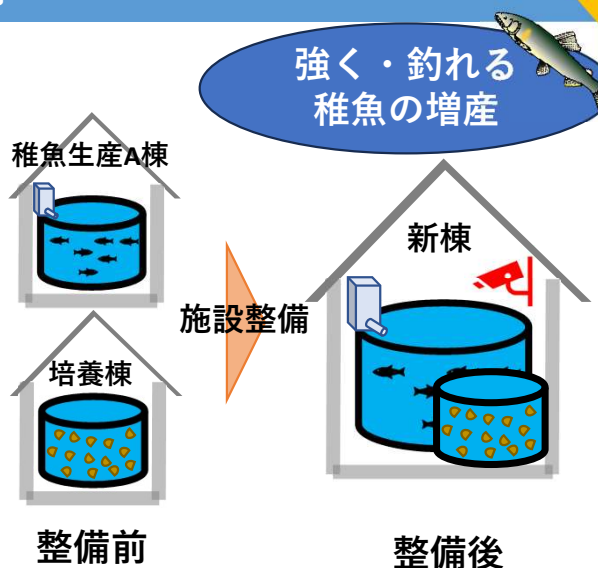 強く・釣れる
稚魚の増産
稚魚生産A棟
培養棟
施設整備
新棟
整備前
整備後